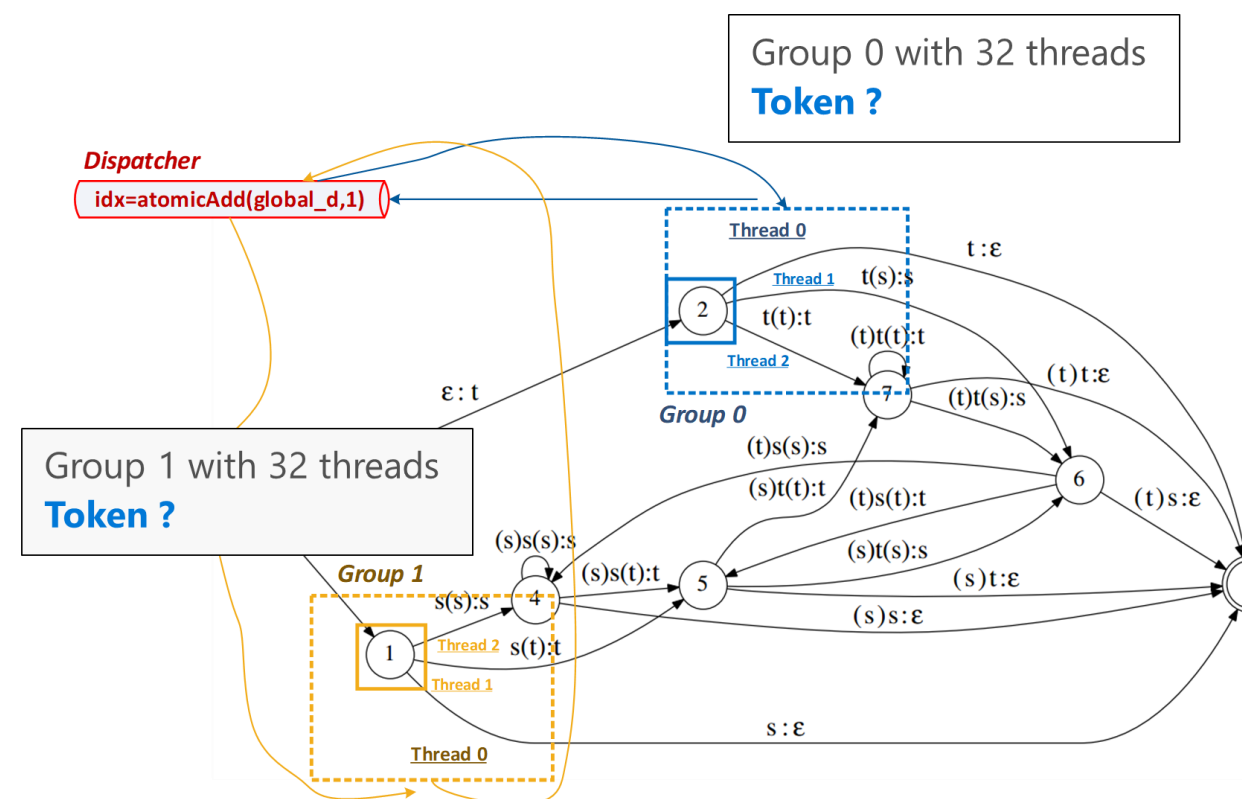 Group 0 with 32 threads
Token ?
Dispatcher
idx=atomicAdd(global_d,1)
Thread 0
t:ε
Thread 1
t(s):s
2
t(t):t
(t)t(t):t
Thread 2
ε:t
7
(t)t:ε
(t)t(s):s
Group 0
Group 1 with 32 threads
Token ?
(t)s(s):s
6
(s)t(t):t
(t)s(t):t
(t)s:ε
(s)s(s):s
(s)t(s):s
Group 1
(s)s(t):t
5
(s)t:ε
s(s):s
4
(s)s:ε
1
Thread 2
s(t):t
Thread 1
s:ε
Thread 0